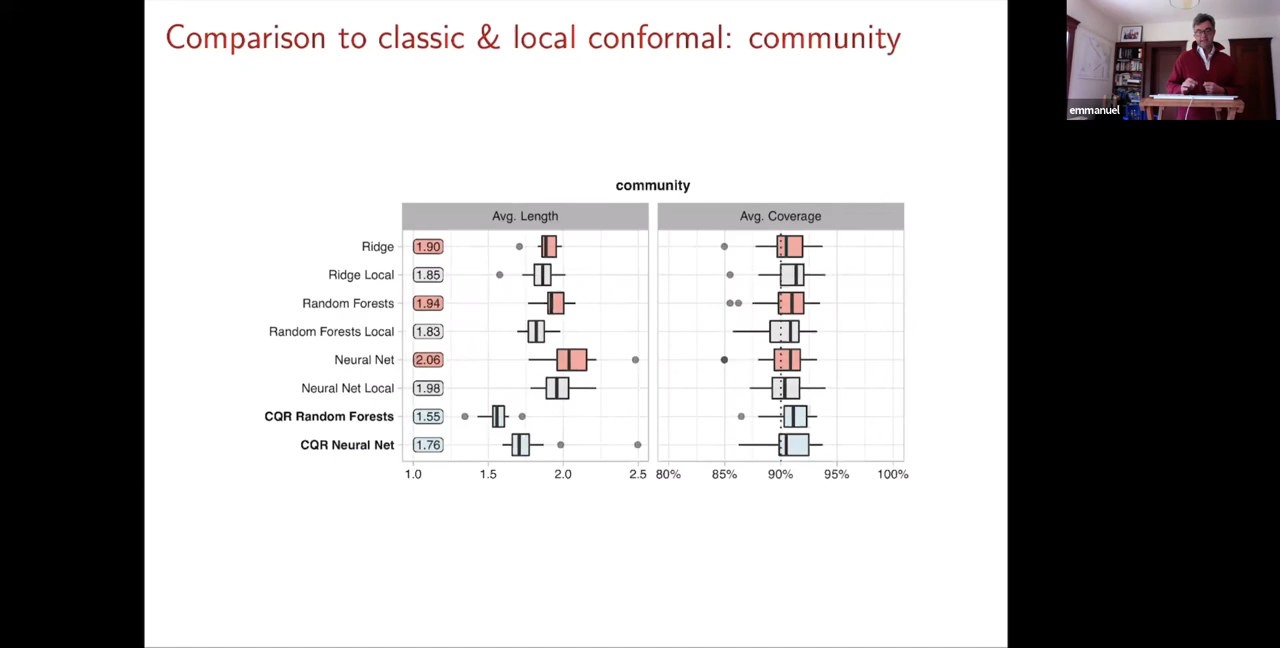 Comparison to classic & local conformal: community
emmanuel
community
Avg. Length Avg. Coverage
Ridge 1.90
Ridge Local 1.85
Random Forests 1.94
Random Forests Local 1.83
Neural Net 2.06
Neural Net Local 1.98
CQR Random Forests 1.55
CQR Neural Net 1.76
1.0 1.5 2.0 2.5 80% 85% 90% 95% 100%